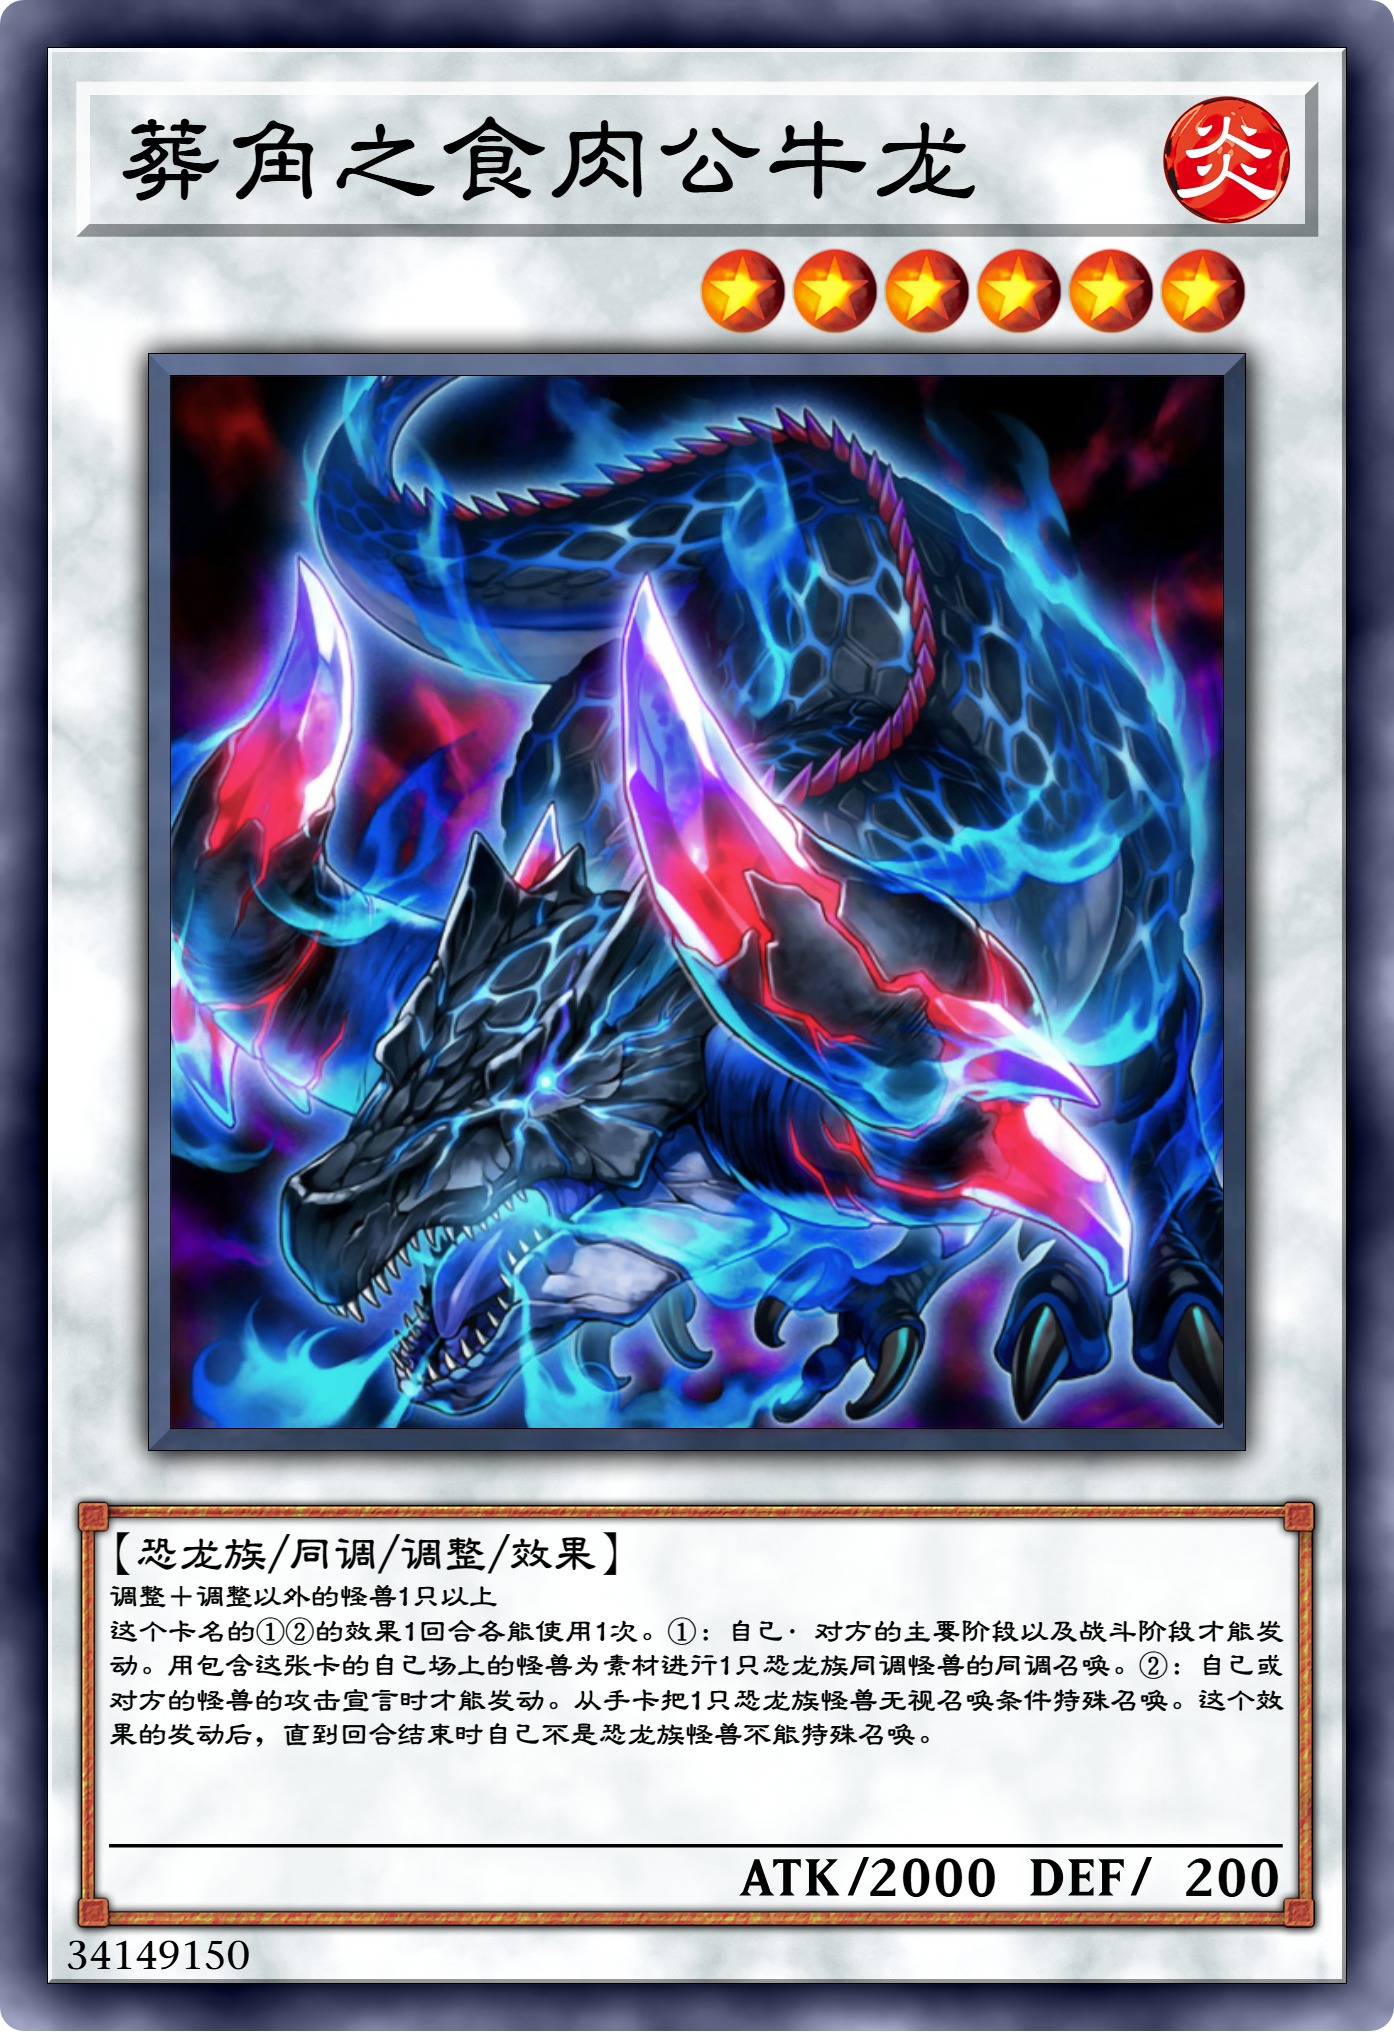 葬角之食肉公牛龙
炎
【恐龙族/同调/调整/效果】
调整＋调整以外的怪兽1只以上
这个卡名的①②的效果1回合各能使用1次。①：自己·对方的主要阶段以及战斗阶段才能发
动。用包含这张卡的自己场上的怪兽为素材进行1只恐龙族同调怪兽的同调召唤。②：自己或
对方的怪兽的攻击宣言时才能发动。从手卡把1只恐龙族怪兽无视召唤条件特殊召唤。这个效
果的发动后，直到回合结束时自己不是恐龙族怪兽不能特殊召唤。
ATK/2000 DEF/ 200
34149150